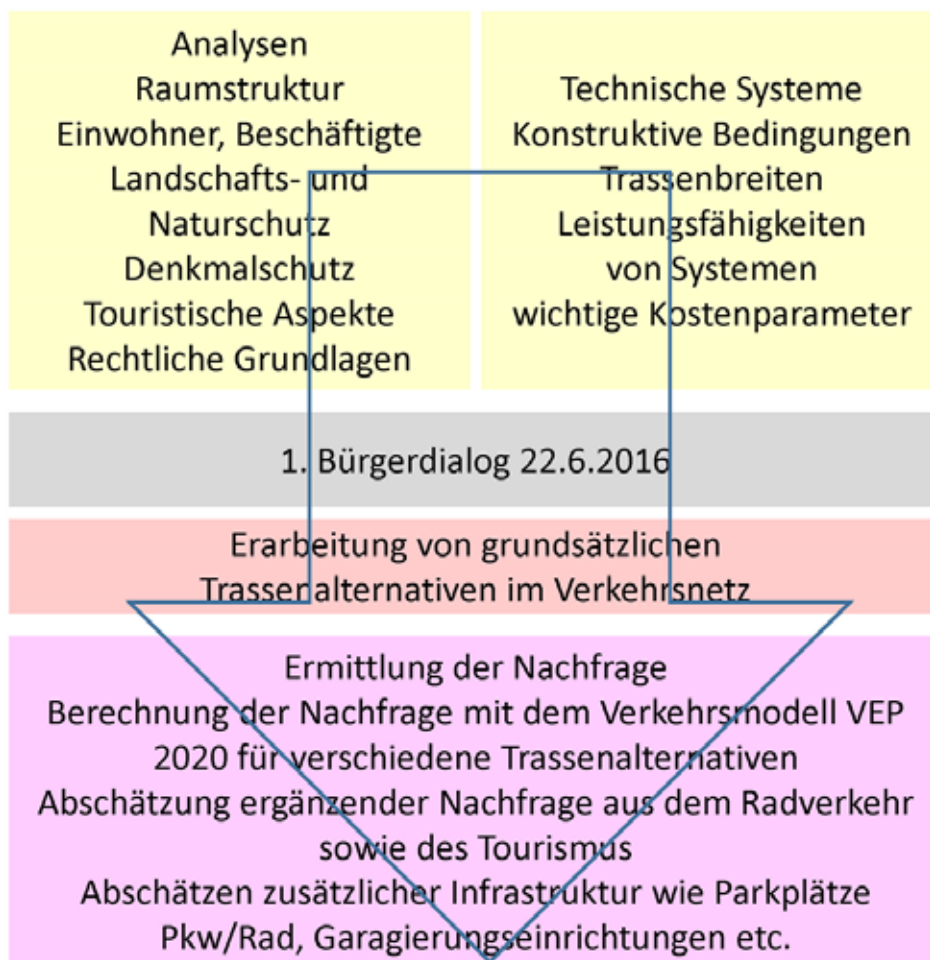 Analysen
Raumstruktur
Einwohner, Beschäftigte
Landschafts- und
Naturschutz
Denkmalschutz
Touristische Aspekte
Rechtliche Grundlagen
Technische Systeme
Konstruktive Bedingungen
Trassenbreiten
Leistungsfähigkeiten
von Systemen
wichtige Kostenparameter
1. Bürgerdialog 22.6.2016
Erarbeitung von grundsätzlichen
Trassenalternativen im Verkehrsnetz
Ermittlung der Nachfrage
Berechnung der Nachfrage mit dem Verkehrsmodell VEP
2020 für verschiedene Trassenalternativen
Abschätzung ergänzender Nachfrage aus dem Radverkehr
sowie des Tourismus
Abschätzen zusätzlicher Infrastruktur wie Parkplätze
Pkw/Rad, Garagierungseinrichtungen etc.